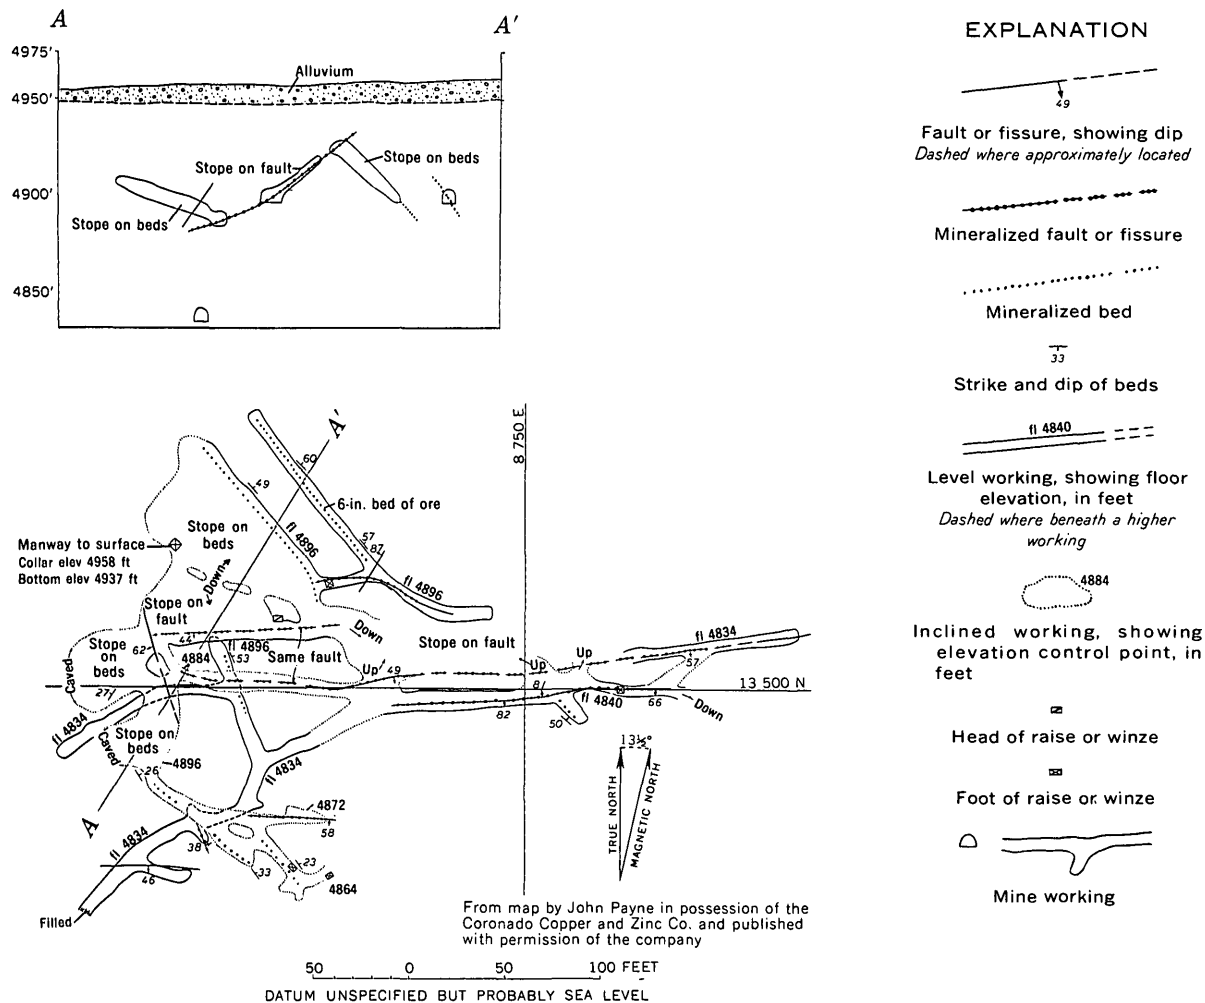 A
A'
4975'
4950'
4900'
4850'
Alluvium
Stope on fault
Stope on beds
Stope on beds
EXPLANATION
49
Fault or fissure, showing dip
Dashed where approximately located
Mineralized fault or fissure
Mineralized bed
33
Strike and dip of beds
fl 4840
Level working, showing floor
elevation, in feet
Dashed where beneath a higher
working
4884
Inclined working, showing
elevation control point, in
feet
Head of raise or winze
Foot of raise or winze
Mine working
A'
8 750 E
60
49
6-in. bed of ore
Stope on
beds
fl 4896
57
87
Manway to surface
Collar elev 4958 ft
Bottom elev 4937 ft
Down
fl 4896
Stope on
fault
Down
44
Stope
on
beds
62
4884
fl 4896
53
Same fault
Stope on fault
Up
49
Up
Up
fl 4834
57
Caved
27
81
fl 4840
66
Down
13 500 N
fl 4834
82
50
Stope on
beds
Caved
4896
26
fl 4834
13½°
TRUE NORTH
MAGNETIC NORTH
A
4872
58
fl 4834
38
33
23
4864
46
Filled
From map by John Payne in possession of the
Coronado Copper and Zinc Co. and published
with permission of the company
50 0 50 100 FEET
DATUM UNSPECIFIED BUT PROBABLY SEA LEVEL